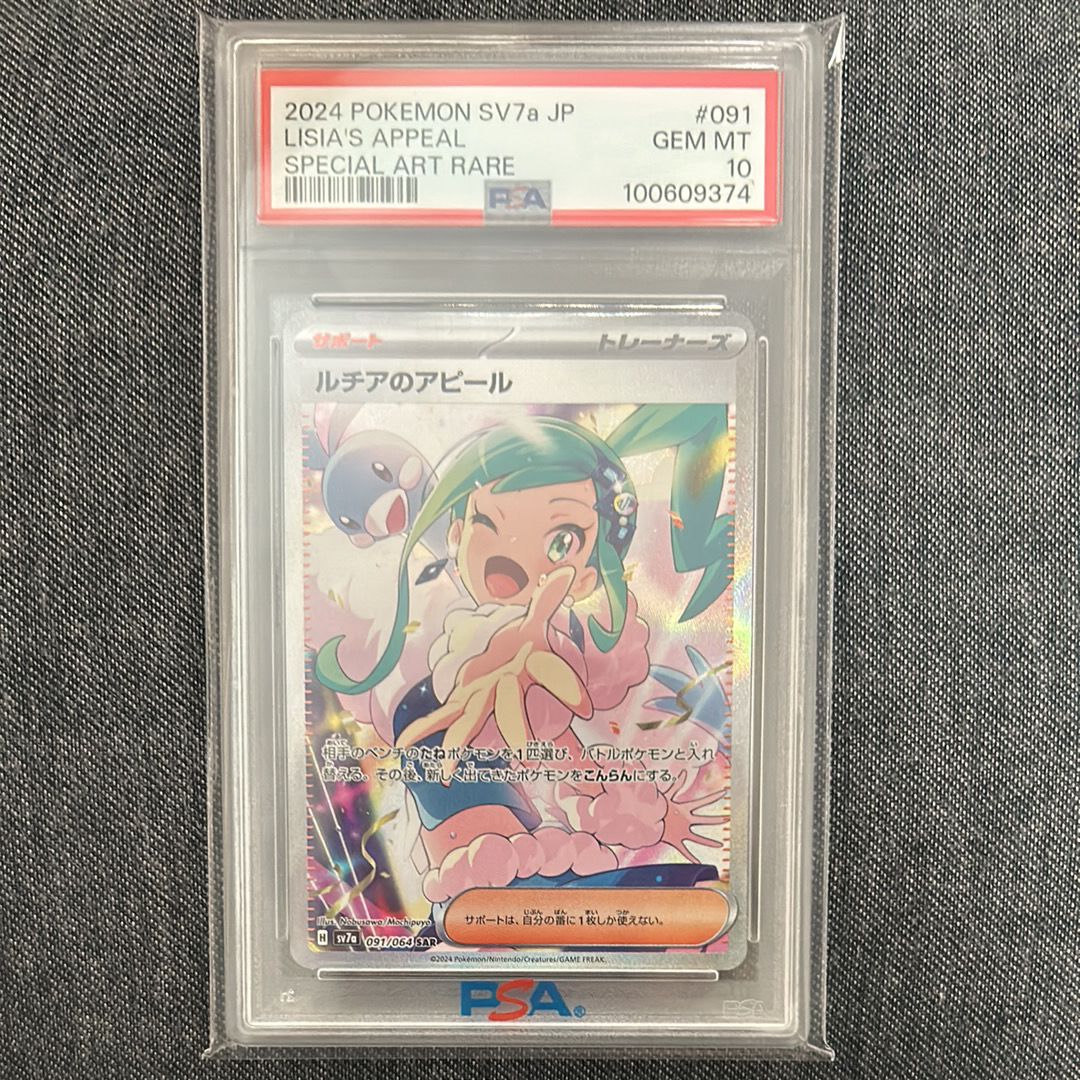 2024 POKEMON SV7a JP #091
LISIA'S APPEAL GEM MT
SPECIAL ART RARE 10
PSA 100609374
サポート トレーナーズ
ルチアのアピール
相手のベンチのたねポケモンを1匹選び、バトルポケモンと入れ
替える。その後、新しく出てきたポケモンをこんらんにする。
サポートは、自分の番に1枚しか使えない。
Illus. Nobusawa/Mochipuyo
H sv7a 091/064 SAR
©2024 Pokémon/Nintendo/Creatures/GAME FREAK.
PSA®
PSA